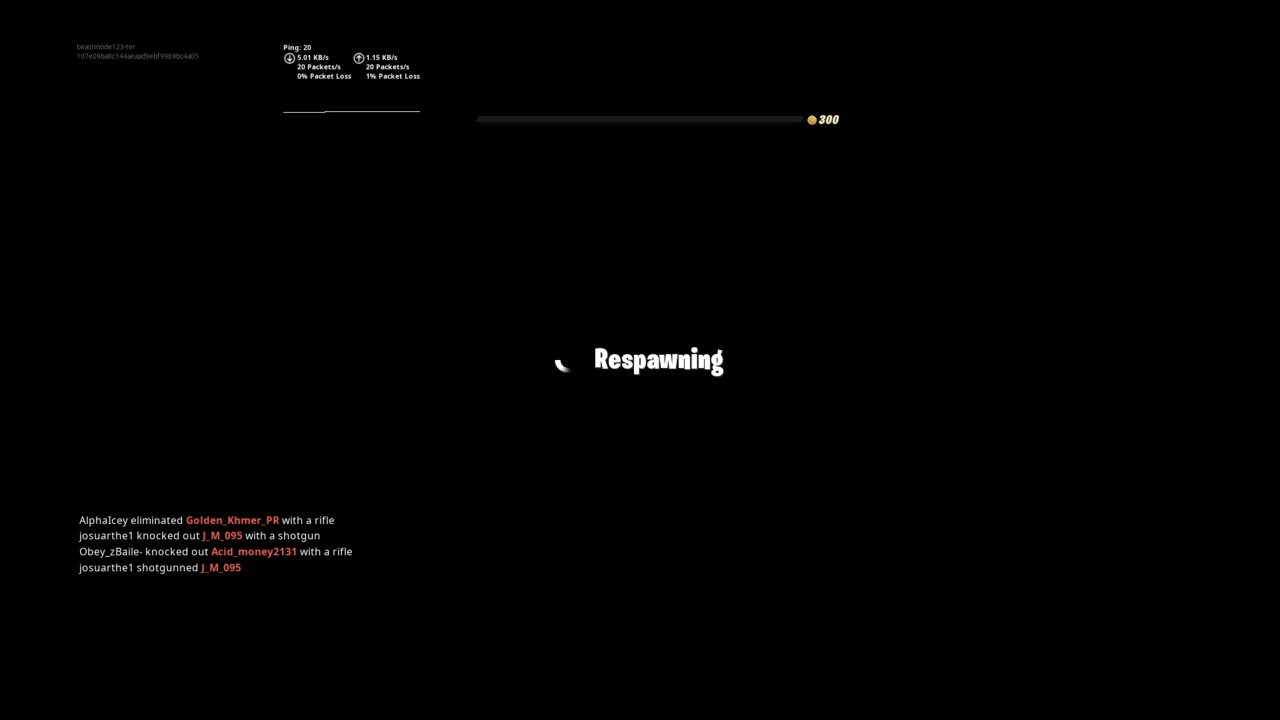 beastmode123-ter
Ping: 20
5.01 KB/s
1.15 KB/s
20 Packets/s
20 Packets/s
0% Packet Loss
1% Packet Loss
300
Respawning
AlphaIcey eliminated Golden_Khmer_PR with a rifle
josuarthe1 knocked out J_M_095 with a shotgun
Obey_zBaile- knocked out Acid_money2131 with a rifle
josuarthe1 shotgunned J_M_095